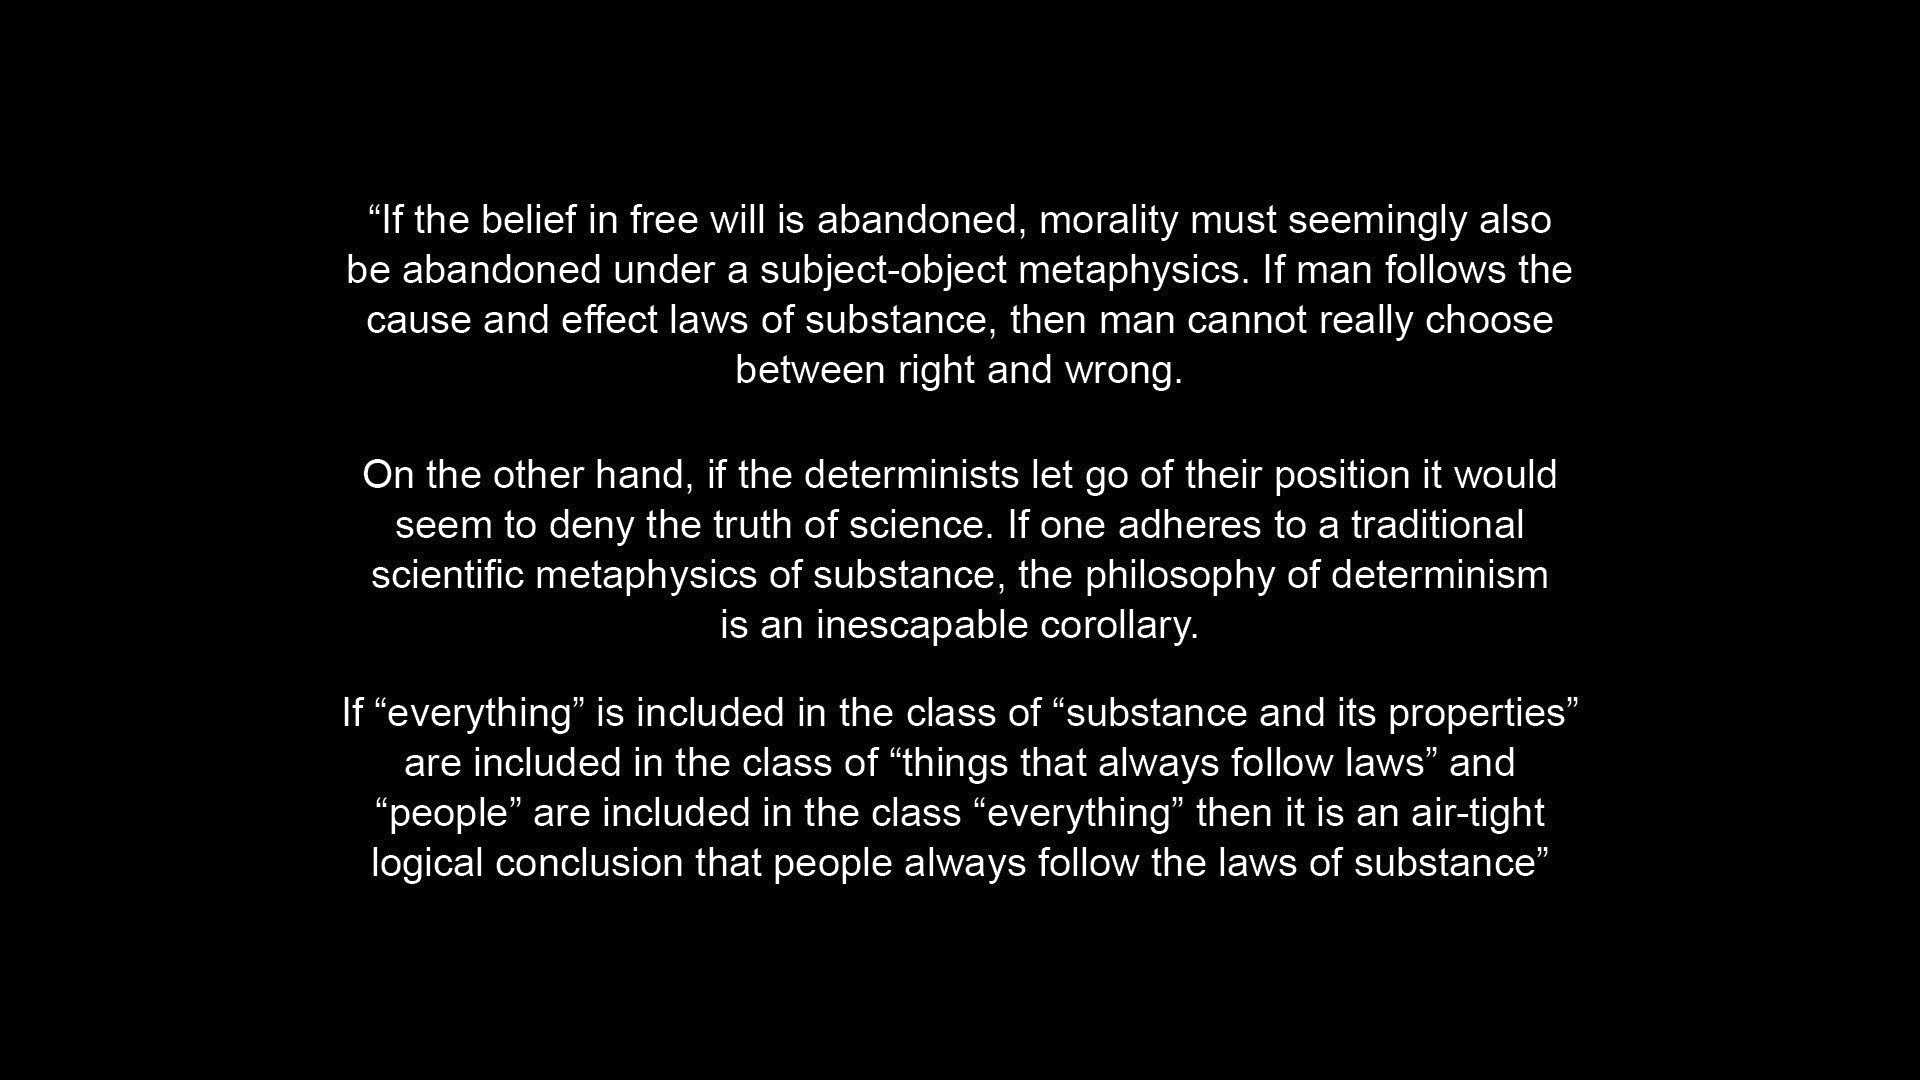 “If the belief in free will is abandoned, morality must seemingly also
be abandoned under a subject-object metaphysics. If man follows the
cause and effect laws of substance, then man cannot really choose
between right and wrong.
On the other hand, if the determinists let go of their position it would
seem to deny the truth of science. If one adheres to a traditional
scientific metaphysics of substance, the philosophy of determinism
is an inescapable corollary.
If “everything” is included in the class of “substance and its properties”
are included in the class of “things that always follow laws” and
“people” are included in the class “everything” then it is an air-tight
logical conclusion that people always follow the laws of substance”